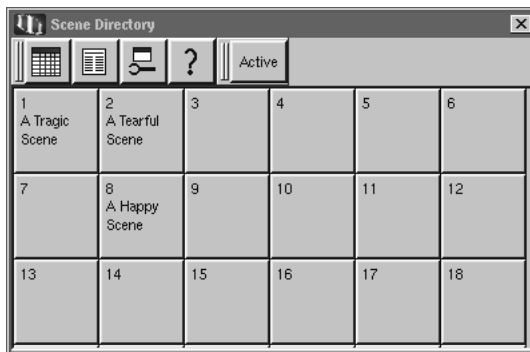 Scene Directory
?
Active
1
A Tragic
Scene
2
A Tearful
Scene
3
4
5
6
7
8
A Happy
Scene
9
10
11
12
13
14
15
16
17
18